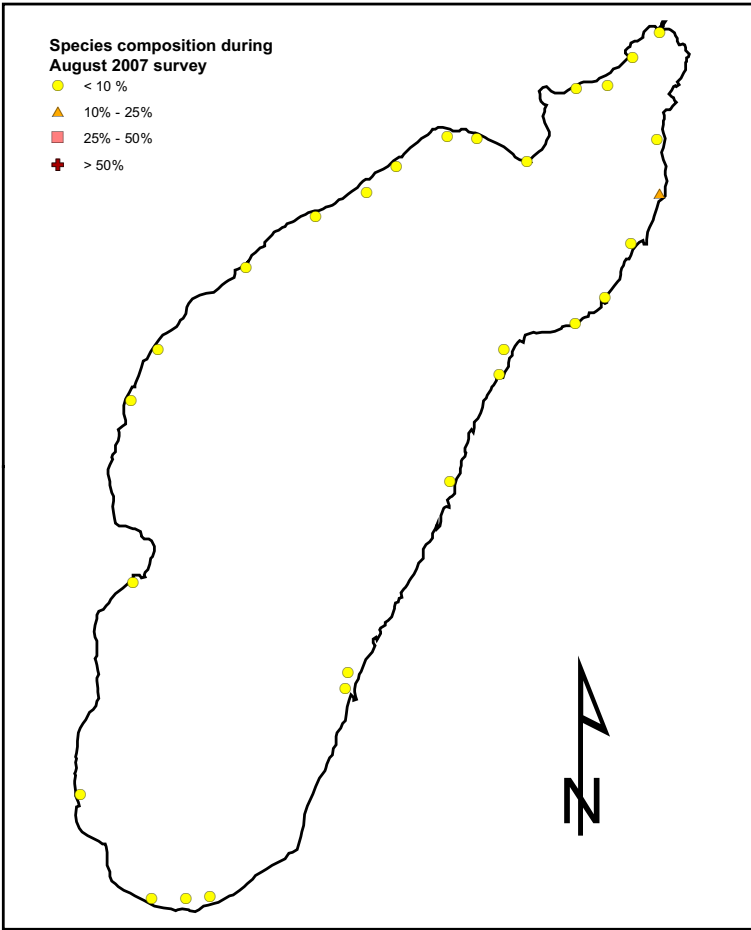 Species composition during
August 2007 survey
< 10 %
10% - 25%
25% - 50%
> 50%
N